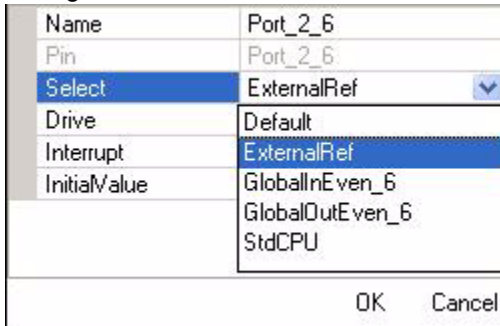 Name Port_2_6
Pin Port_2_6
Select ExternalRef
Drive Default
Interrupt ExternalRef
InitialValue GlobalInEven_6
GlobalOutEven_6
StdCPU
OK Cancel